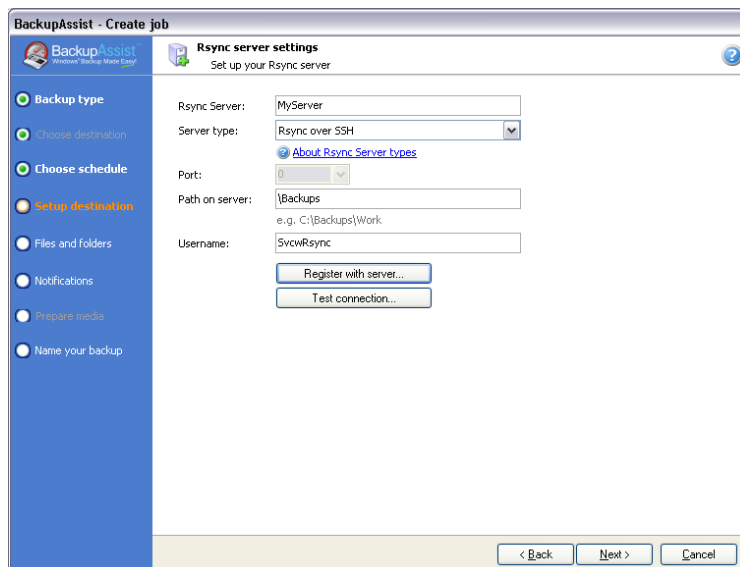 BackupAssist - Create job
BackupAssist™
Windows® Backup Made Easy!
Rsync server settings
Set up your Rsync server
Backup type
Choose destination
Choose schedule
Setup destination
Files and folders
Notifications
Prepare media
Name your backup
Rsync Server: MyServer
Server type: Rsync over SSH
About Rsync Server types
Port: 0
Path on server: \Backups
e.g. C:\Backups\Work
Username: SvcwRsync
Register with server...
Test connection...
< Back Next > Cancel